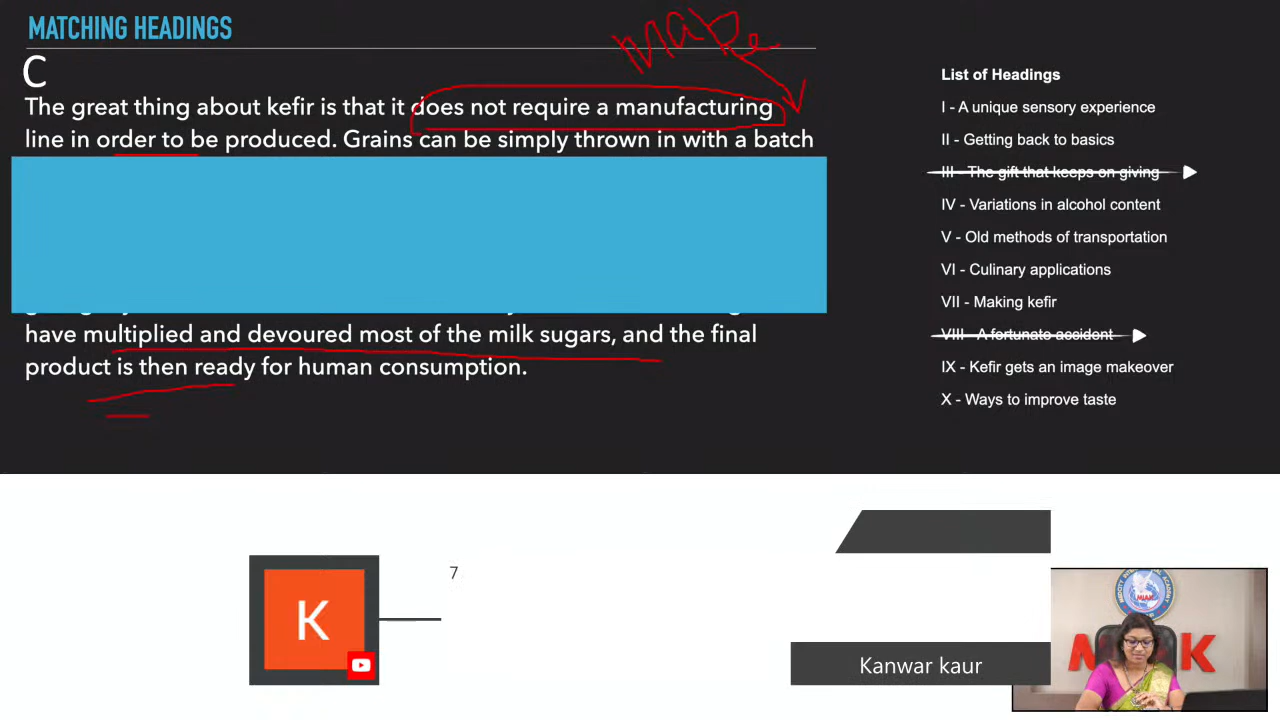 MATCHING HEADINGS
make
C
The great thing about kefir is that it does not require a manufacturing
line in order to be produced. Grains can be simply thrown in with a batch
have multiplied and devoured most of the milk sugars, and the final
product is then ready for human consumption.
List of Headings
I - A unique sensory experience
II - Getting back to basics
III - The gift that keeps on giving
IV - Variations in alcohol content
V - Old methods of transportation
VI - Culinary applications
VII - Making kefir
VIII - A fortunate accident
IX - Kefir gets an image makeover
X - Ways to improve taste
K
7
Kanwar kaur
MIAK
K